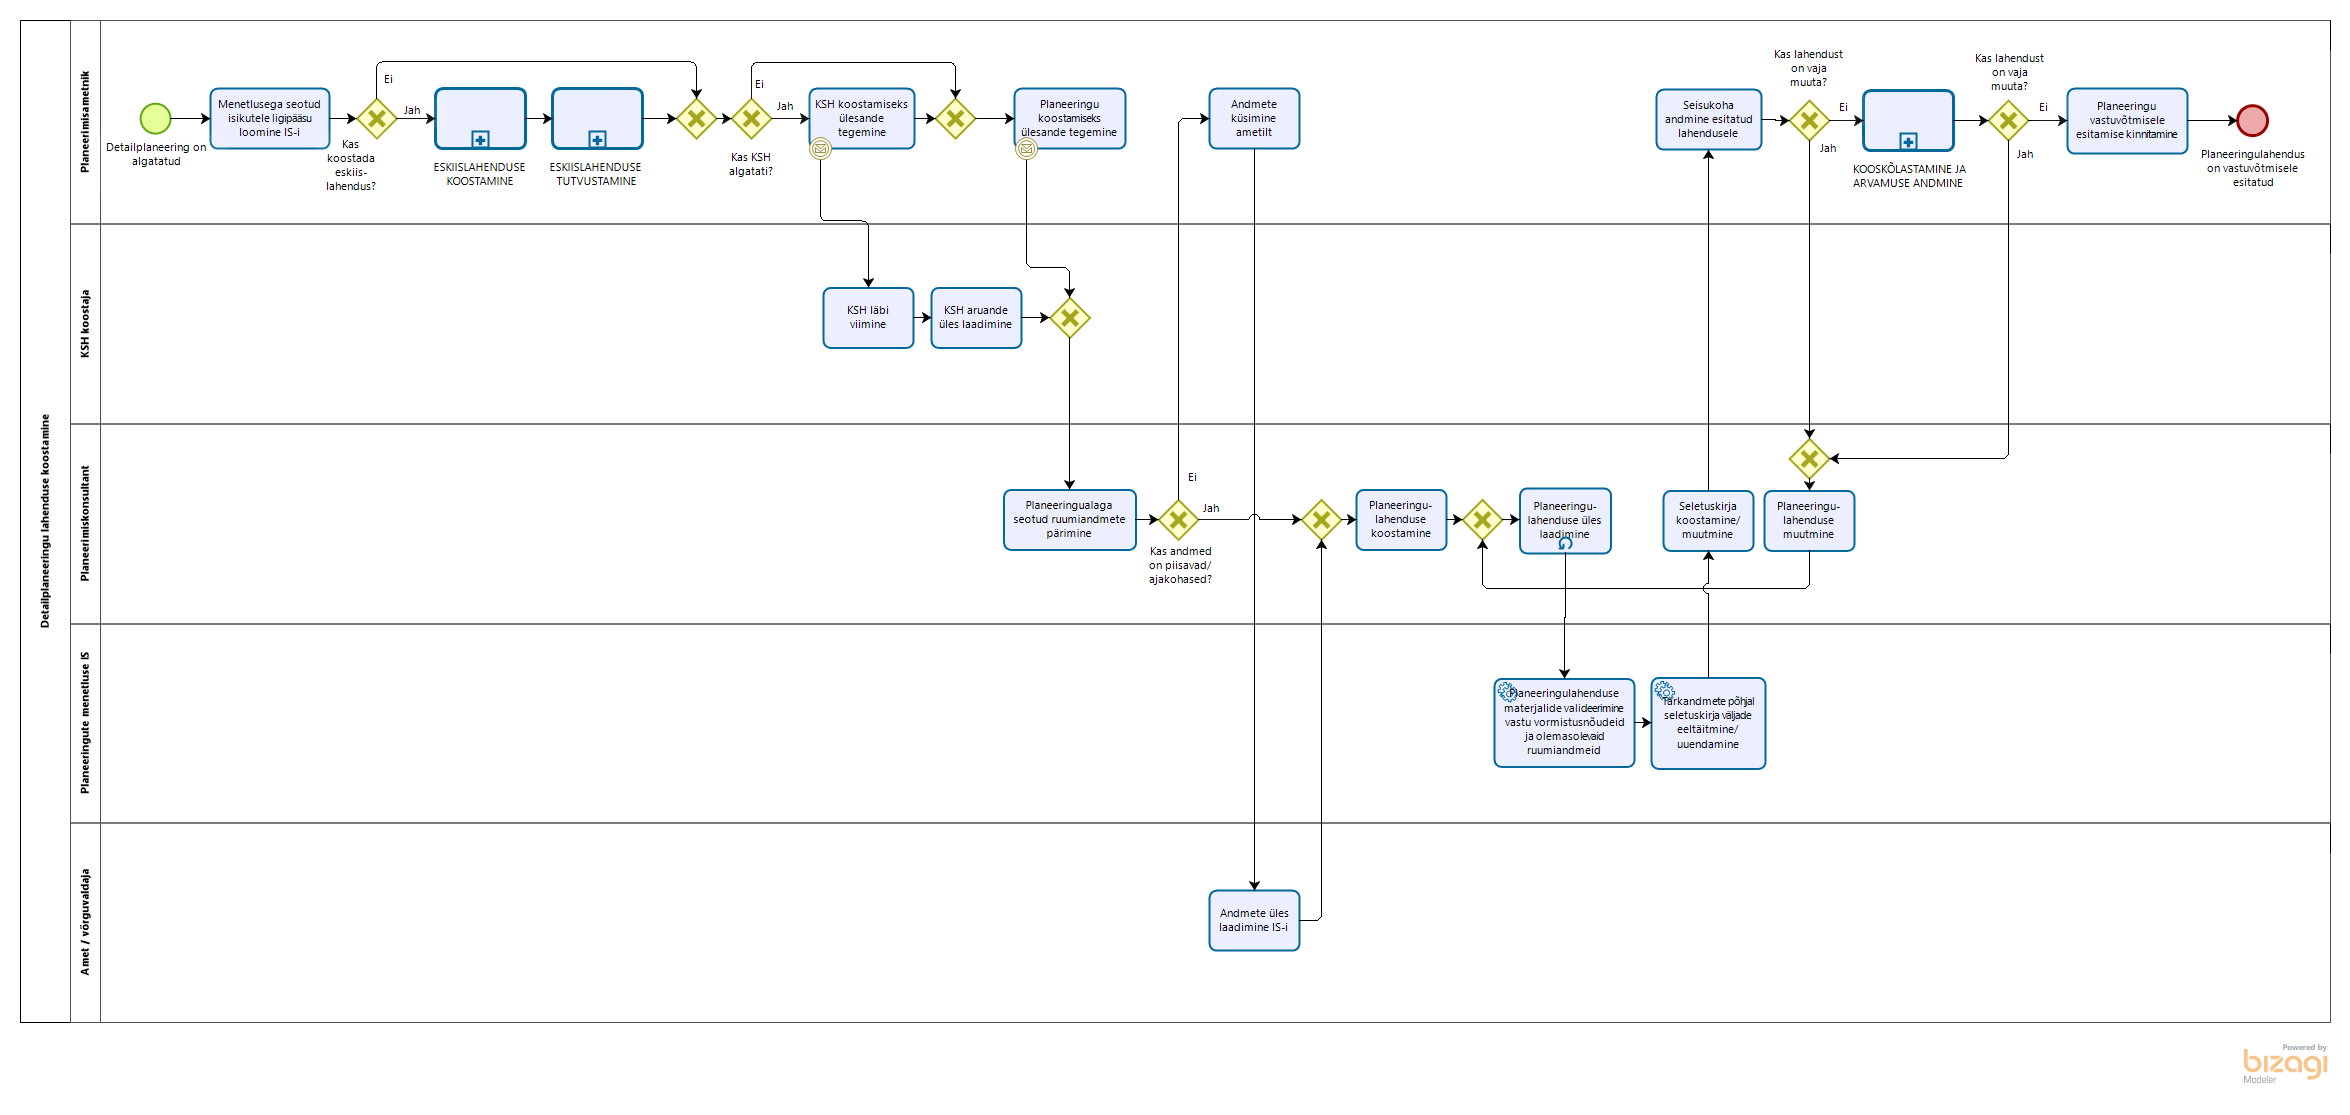 Detailplaneeringu lahenduse koostamine
Planeerimisametnik
Detailplaneering on
algatatud
Menetlusega seotud
isikutele ligipääsu
loomine IS-i
Kas
koostada
eskiis-
lahendus?
Ei
Jah
ESKIISLAHENDUSE
KOOSTAMINE
ESKIISLAHENDUSE
TUTVUSTAMINE
Kas KSH
algatati?
Ei
Jah
KSH koostamiseks
ülesande
tegemine
Planeeringu
koostamiseks
ülesande tegemine
Andmete
küsimine
ametilt
Seisukoha
andmine esitatud
lahendusele
Kas lahendust
on vaja
muuta?
Ei
Jah
KOOSKÕLASTAMINE JA
ARVAMUSE ANDMINE
Kas lahendust
on vaja
muuta?
Ei
Jah
Planeeringu
vastuvõtmisele
esitamise kinnitamine
Planeeringulahendus
on vastuvõtmisele
esitatud
KSH koostaja
KSH läbi
viimine
KSH aruande
üles laadimine
Planeerimiskonsultant
Planeeringualaga
seotud ruumiandmete
pärimine
Kas andmed
on piisavad/
ajakohased?
Ei
Jah
Planeeringu-
lahenduse
koostamine
Planeeringu-
lahenduse üles
laadimine
Seletuskirja
koostamine/
muutmine
Planeeringu-
lahenduse
muutmine
Planeeringute menetluse IS
Planeeringulahenduse
materjalide valideerimine
vastu vormistusnõudeid
ja olemasolevaid
ruumiandmeid
Tarkandmete põhjal
seletuskirja väljade
eeltäitmine/
uuendamine
Amet / võrguvaldaja
Andmete üles
laadimine IS-i
Powered by
bizagi
Modeler